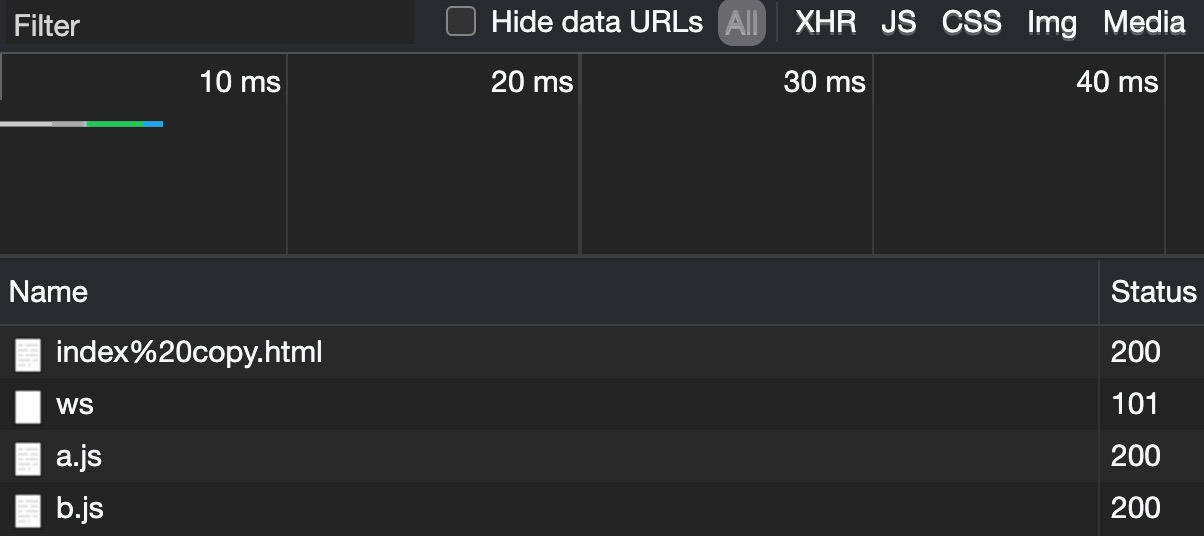 Filter Hide data URLs All XHR JS CSS Img Media
10 ms 20 ms 30 ms 40 ms
Name Status
index%20copy.html 200
ws 101
a.js 200
b.js 200